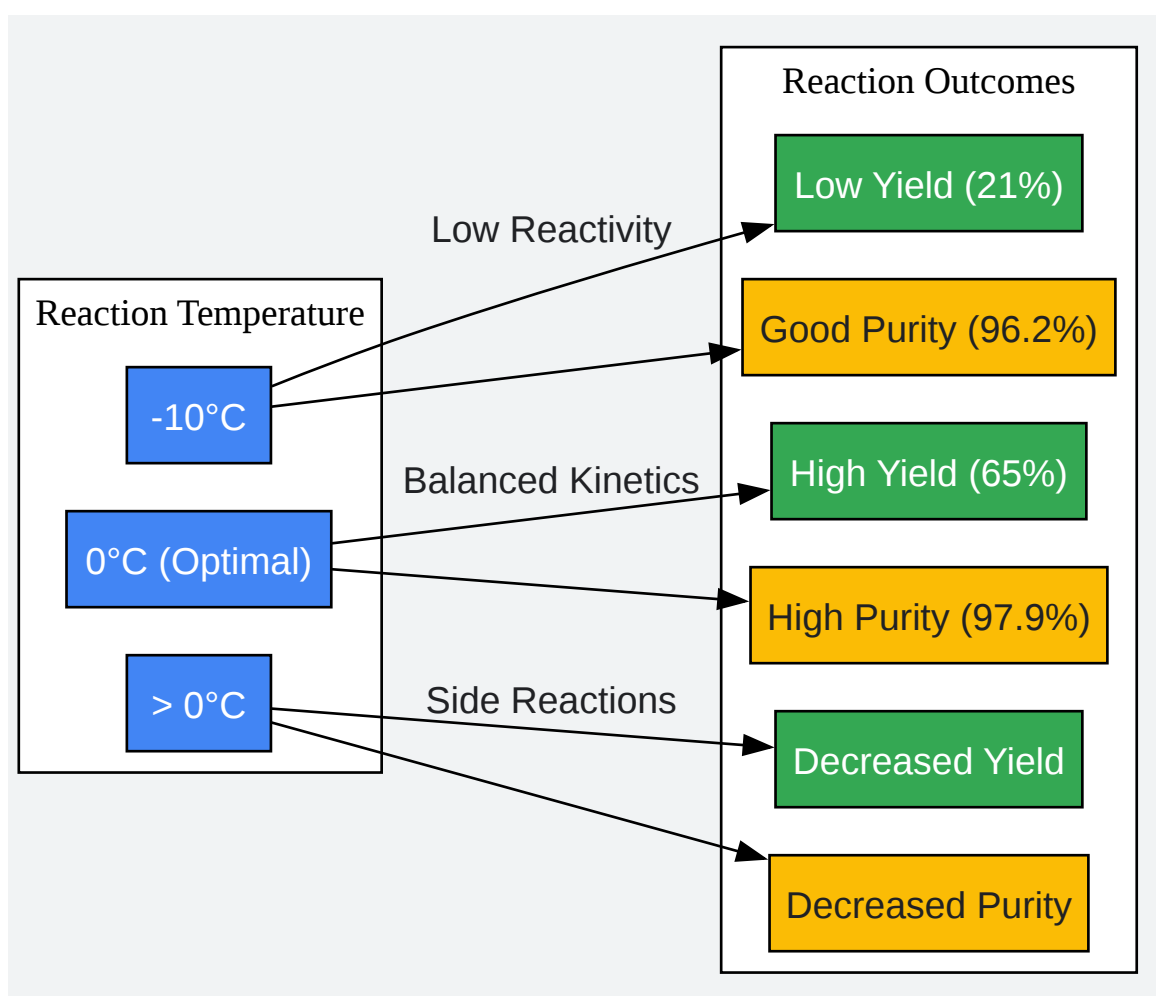 Reaction Temperature
-10°C
0°C (Optimal)
> 0°C
Low Reactivity
Balanced Kinetics
Side Reactions
Reaction Outcomes
Low Yield (21%)
Good Purity (96.2%)
High Yield (65%)
High Purity (97.9%)
Decreased Yield
Decreased Purity